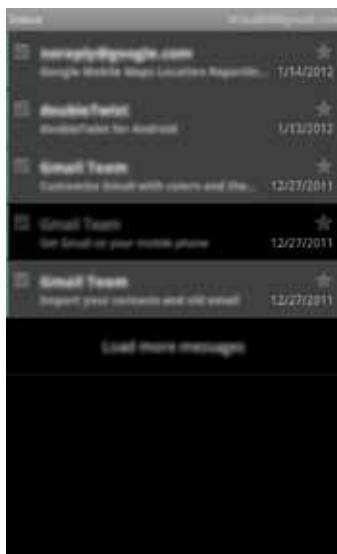 Inbox
noreply@google.com
Google Mobile Maps Location Reportin... 1/14/2012
doubleTwist
doubleTwist for Android 1/13/2012
Gmail Team
Customize Gmail with colors and the... 12/27/2011
Gmail Team
Get Gmail on your mobile phone 12/27/2011
Gmail Team
Import your contacts and old email 12/27/2011
Load more messages